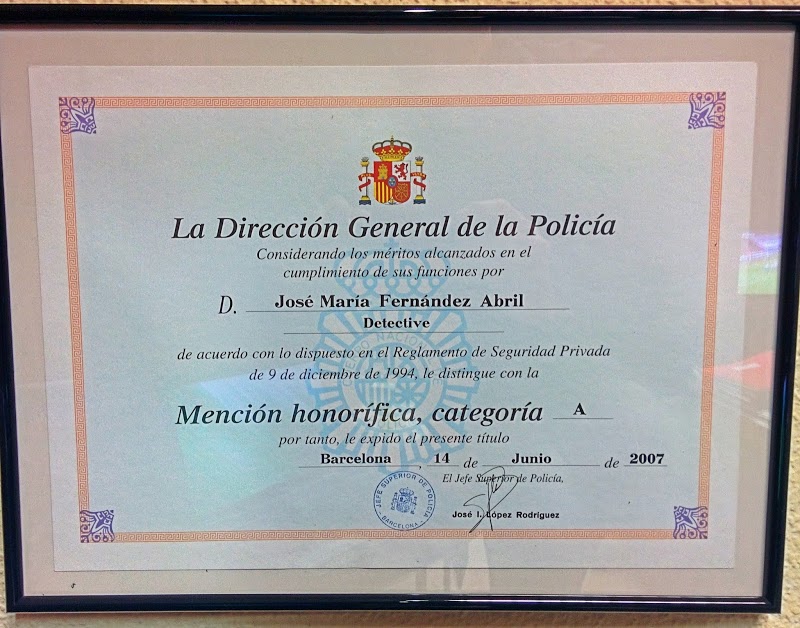 La Dirección General de la Policía
Considerando los méritos alcanzados en el
cumplimiento de sus funciones por
D. José María Fernández Abril
Detective
de acuerdo con lo dispuesto en el Reglamento de Seguridad Privada
de 9 de diciembre de 1994, le distingue con la
Mención honorífica, categoría A
por tanto, le expido el presente título
Barcelona, 14 de Junio de 2007
El Jefe Superior de Policía,
JEFE SUPERIOR DE POLICÍA
BARCELONA
José I. López Rodríguez